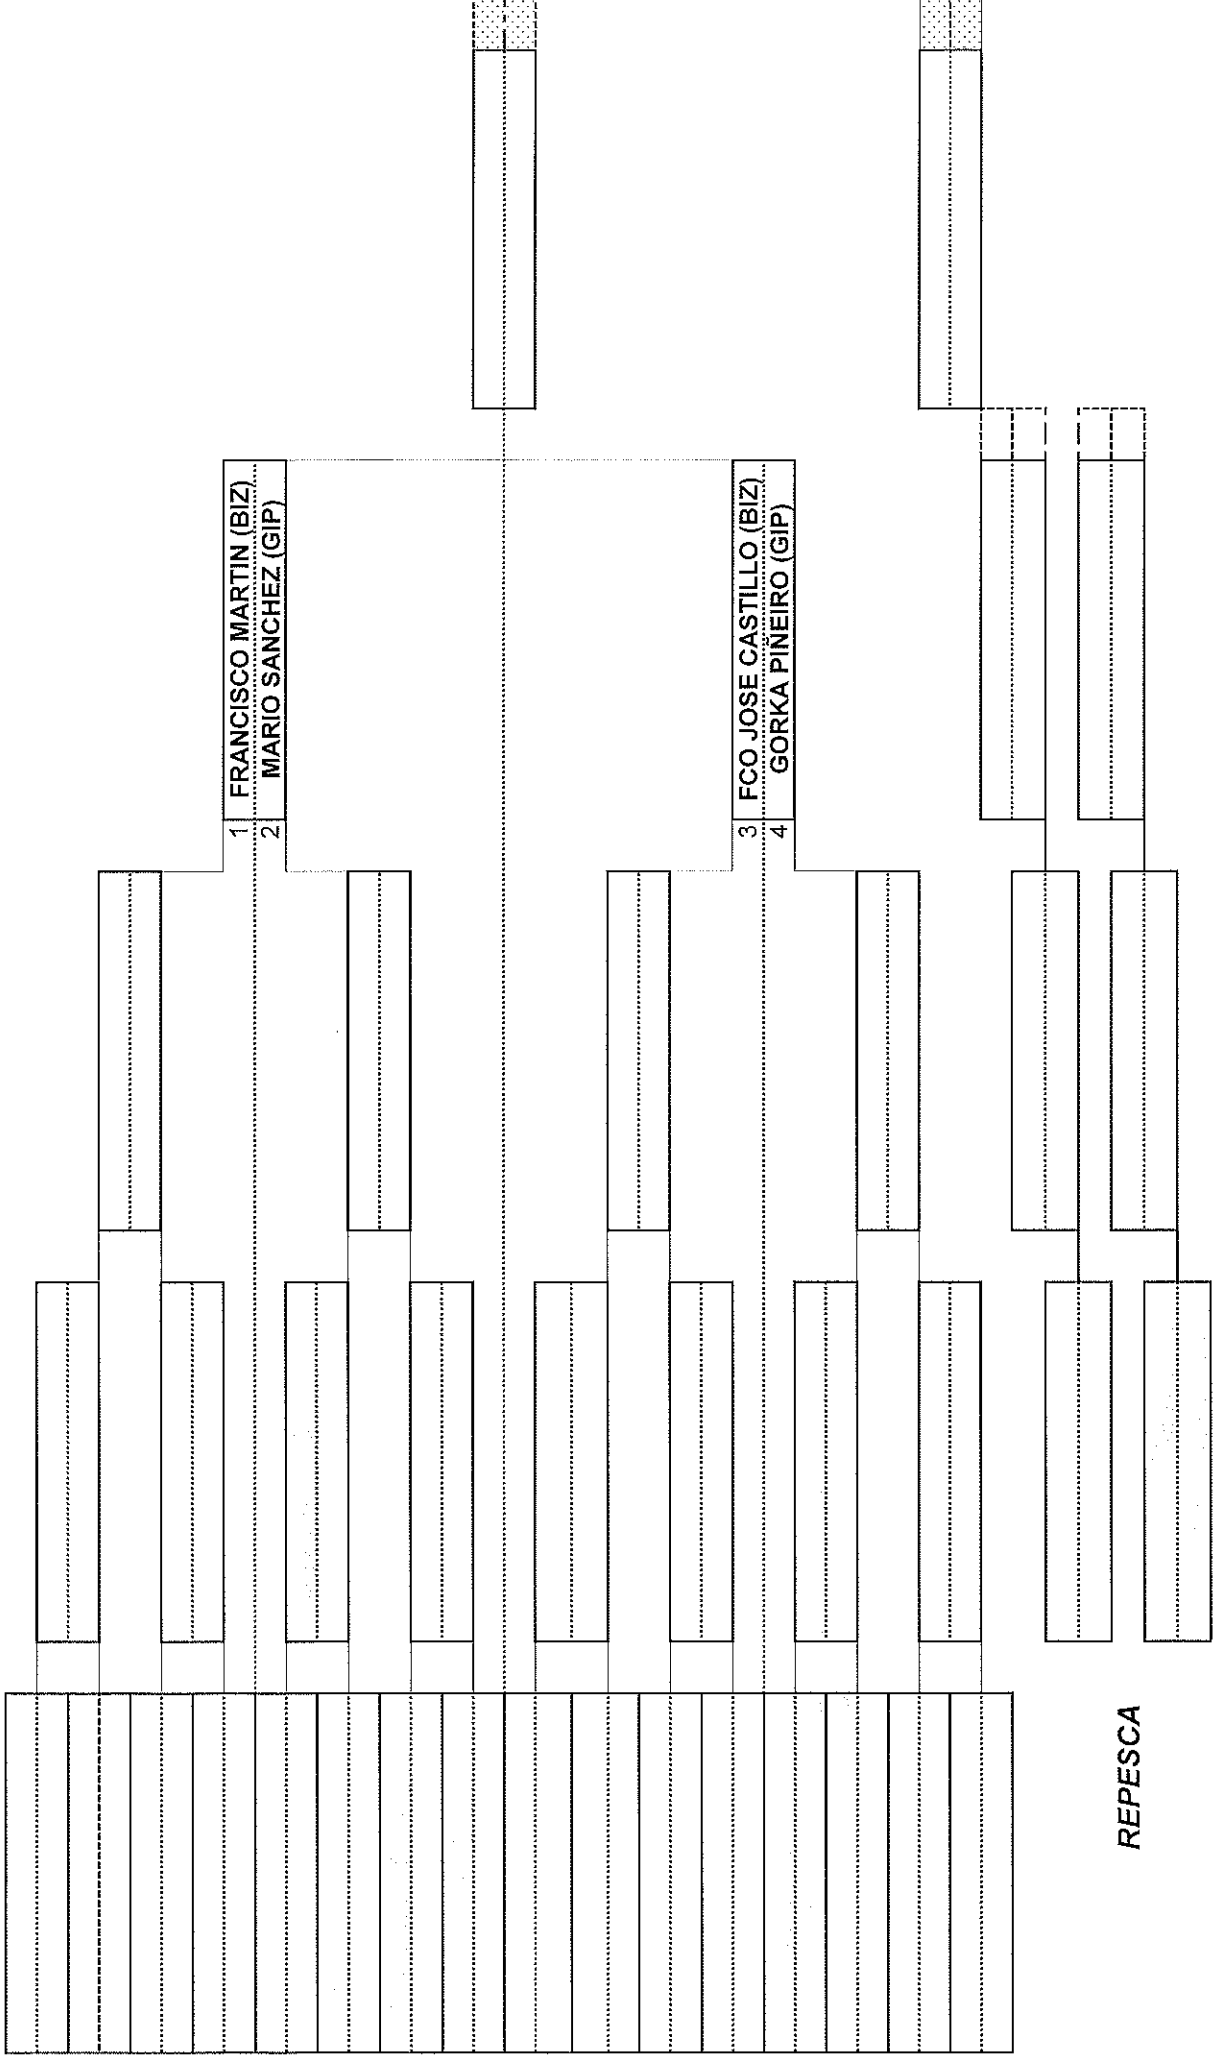 1 FRANCISCO MARTIN (BIZ)
2 MARIO SANCHEZ (GIP)
3 FCO JOSE CASTILLO (BIZ)
4 GORKA PIÑEIRO (GIP)
REPESCA